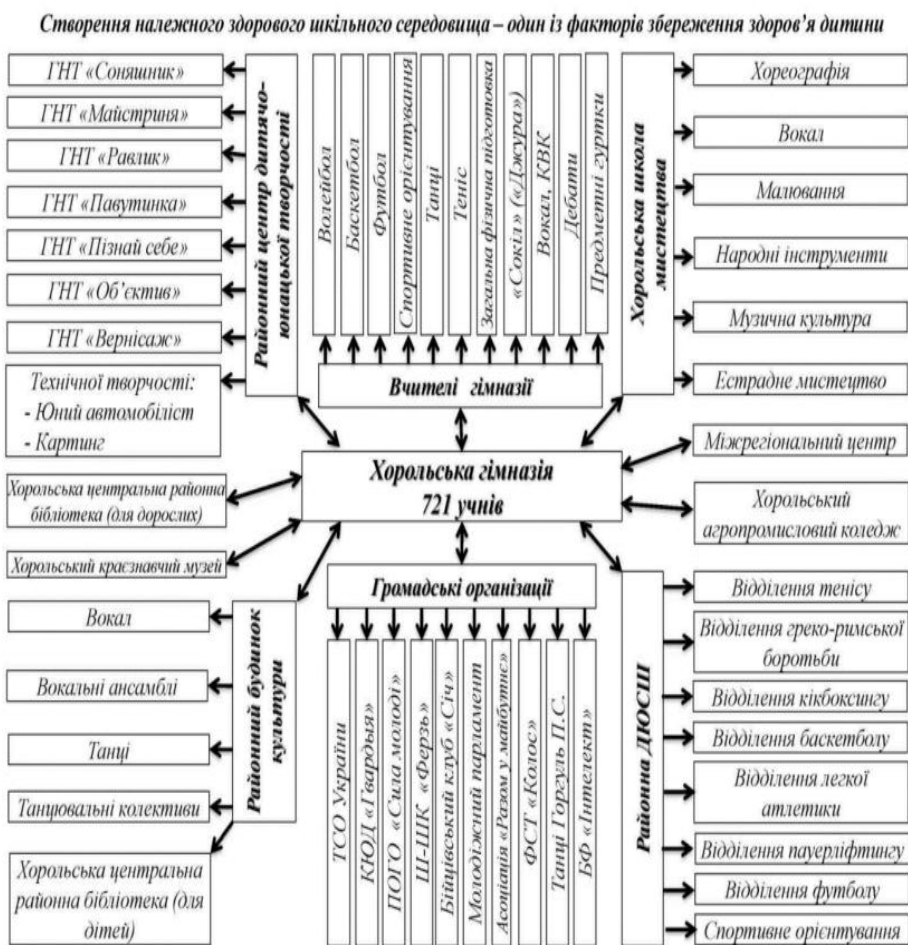 Створення належного здорового шкільного середовища – один із факторів збереження здоров’я дитини
ГНТ «Соняшник»
ГНТ «Майстриня»
ГНТ «Равлик»
ГНТ «Павутинка»
ГНТ «Пізнай себе»
ГНТ «Об’єктив»
ГНТ «Вернісаж»
Технічної творчості:
- Юний автомобіліст
- Картинг
Районний центр дитячо-
юнацької творчості
Волейбол
Баскетбол
Футбол
Спортивне орієнтування
Танці
Теніс
Загальна фізична підготовка
«Сокіл» («Джура»)
Вокал, КВК
Дебати
Предметні гуртки
Вчителі гімназії
Хорольська школа
мистецтва
Хореографія
Вокал
Малювання
Народні інструменти
Музична культура
Естрадне мистецтво
Хорольська гімназія
721 учнів
Міжрегіональний центр
Хорольський
агропромисловий коледж
Хорольська центральна районна
бібліотека (для дорослих)
Хорольський краєзнавчий музей
Вокал
Вокальні ансамблі
Танці
Танцювальні колективи
Хорольська центральна
районна бібліотека (для
дітей)
Районний будинок
культури
Громадські організації
ТСО України
КЮД «Гвардыя»
ПОГО «Сила молоді»
Ш-ШК «Ферзь»
Бійцівський клуб «Січ»
Молодіжний парламент
Асоціація «Разом у майбутнє»
ФСТ «Колос»
Танці Горгуль П.С.
БФ «Інтелект»
Районна ДЮСШ
Відділення тенісу
Відділення греко-римської
боротьби
Відділення кікбоксингу
Відділення баскетболу
Відділення легкої
атлетики
Відділення пауерліфтингу
Відділення футболу
Спортивне орієнтування